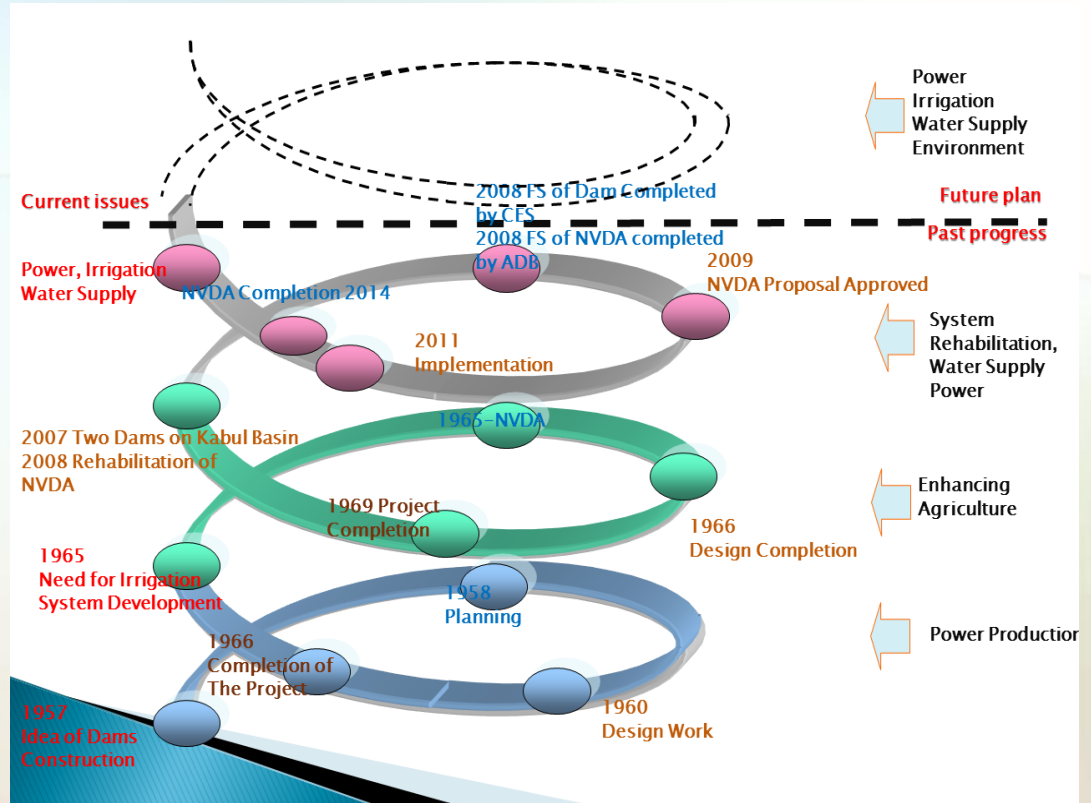 Power
Irrigation
Water Supply
Environment
Current issues
2008 FS of Dam Completed
by CES
2008 FS of NVDA completed
by ADB
Future plan
Past progress
Power, Irrigation
Water Supply
NVDA Completion 2014
2009
NVDA Proposal Approved
2011
Implementation
System
Rehabilitation,
Water Supply
Power
2007 Two Dams on Kabul Basin
2008 Rehabilitation of
NVDA
1965-NVDA
1969 Project
Completion
1966
Design Completion
Enhancing
Agriculture
1965
Need for Irrigation
System Development
1958
Planning
1966
Completion of
The Project
1960
Design Work
Power Production
1957
Idea of Dams
Construction